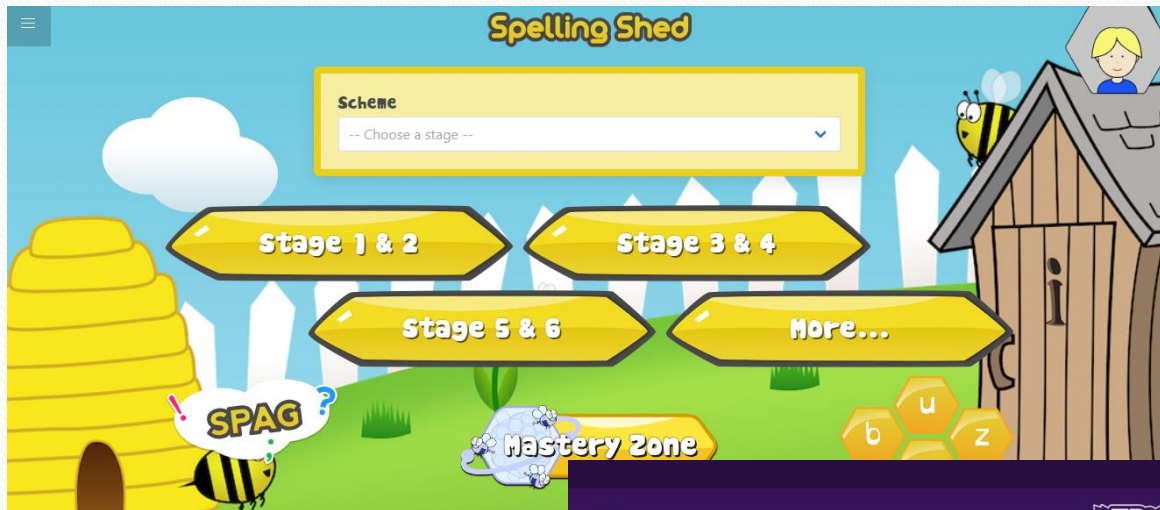 Spelling Shed
Scheme
-- Choose a stage --
Stage 1 & 2
Stage 3 & 4
Stage 5 & 6
More...
! SPAG ? ;
Mastery Zone
b u z
i